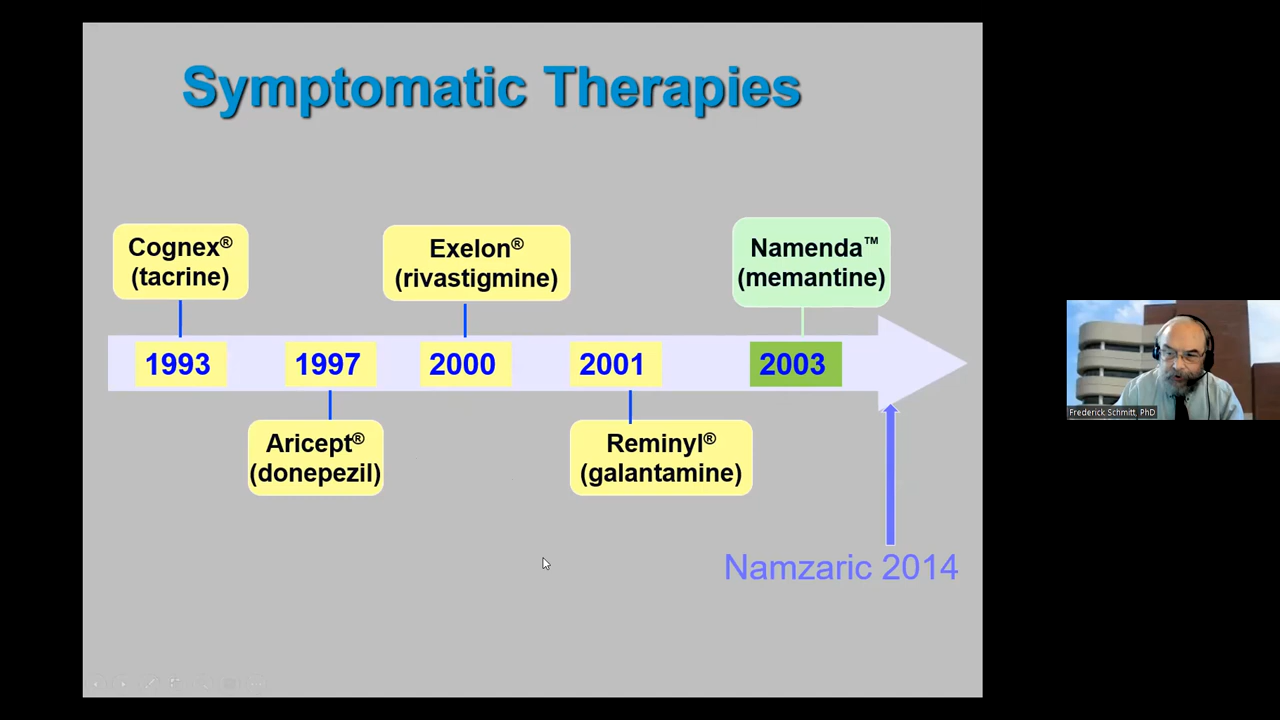 Symptomatic Therapies
Cognex®
(tacrine)
Exelon®
(rivastigmine)
Namenda™
(memantine)
1993
1997
2000
2001
2003
Aricept®
(donepezil)
Reminyl®
(galantamine)
Namzaric 2014
Frederick Schmitt, PhD